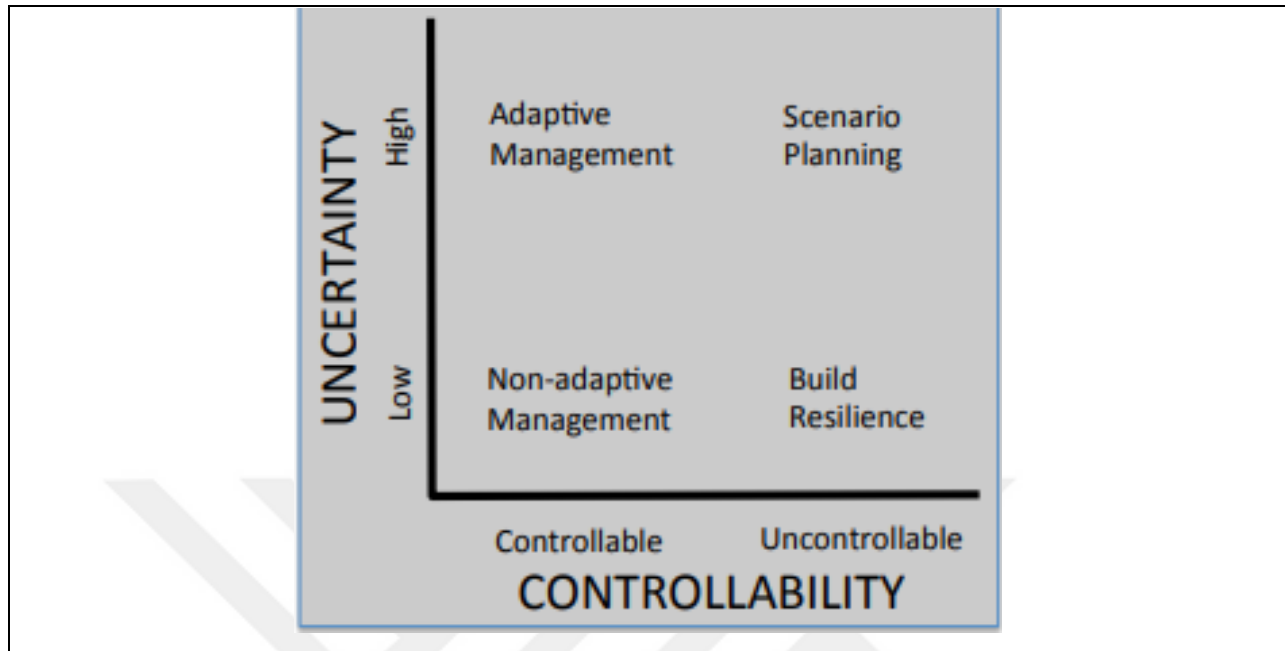 UNCERTAINTY
High
Low
Adaptive
Management
Scenario
Planning
Non-adaptive
Management
Build
Resilience
Controllable
Uncontrollable
CONTROLLABILITY